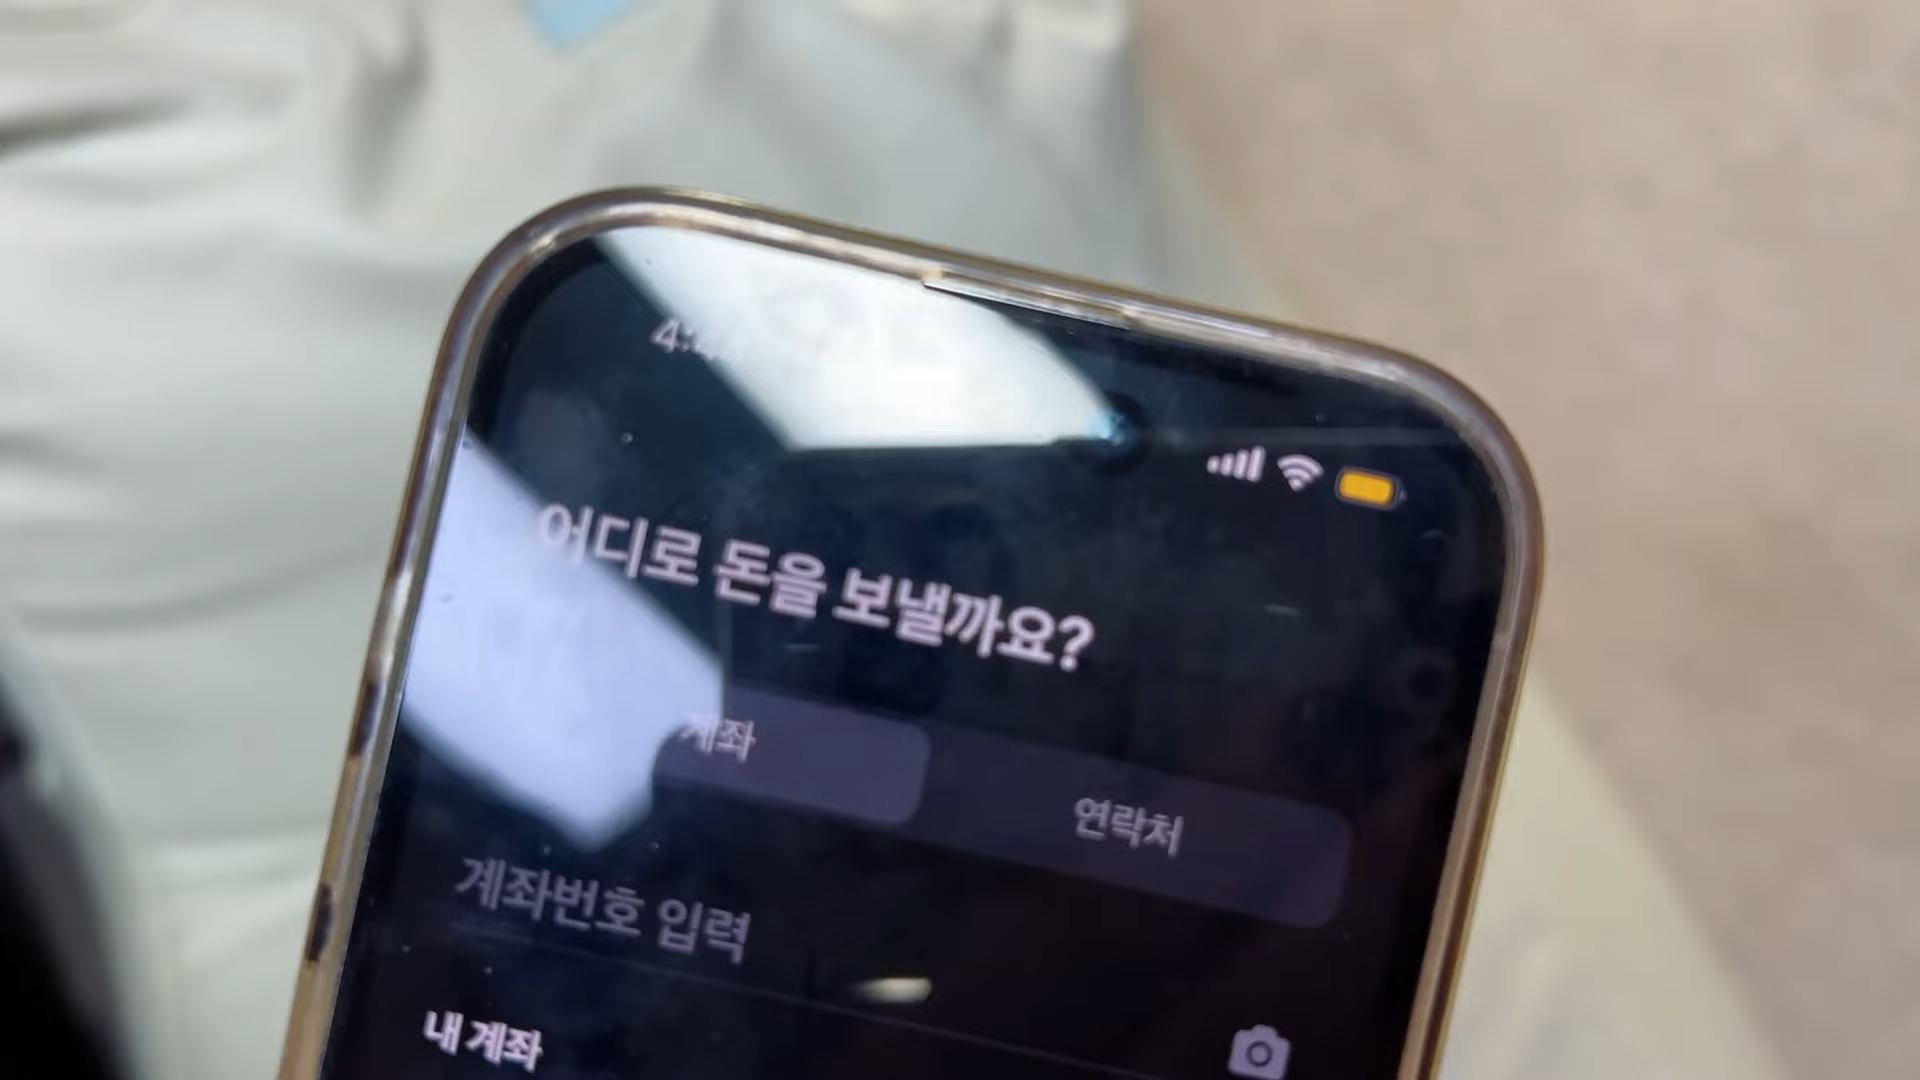 어디로 돈을 보낼까요?
계좌
연락처
계좌번호 입력
내 계좌